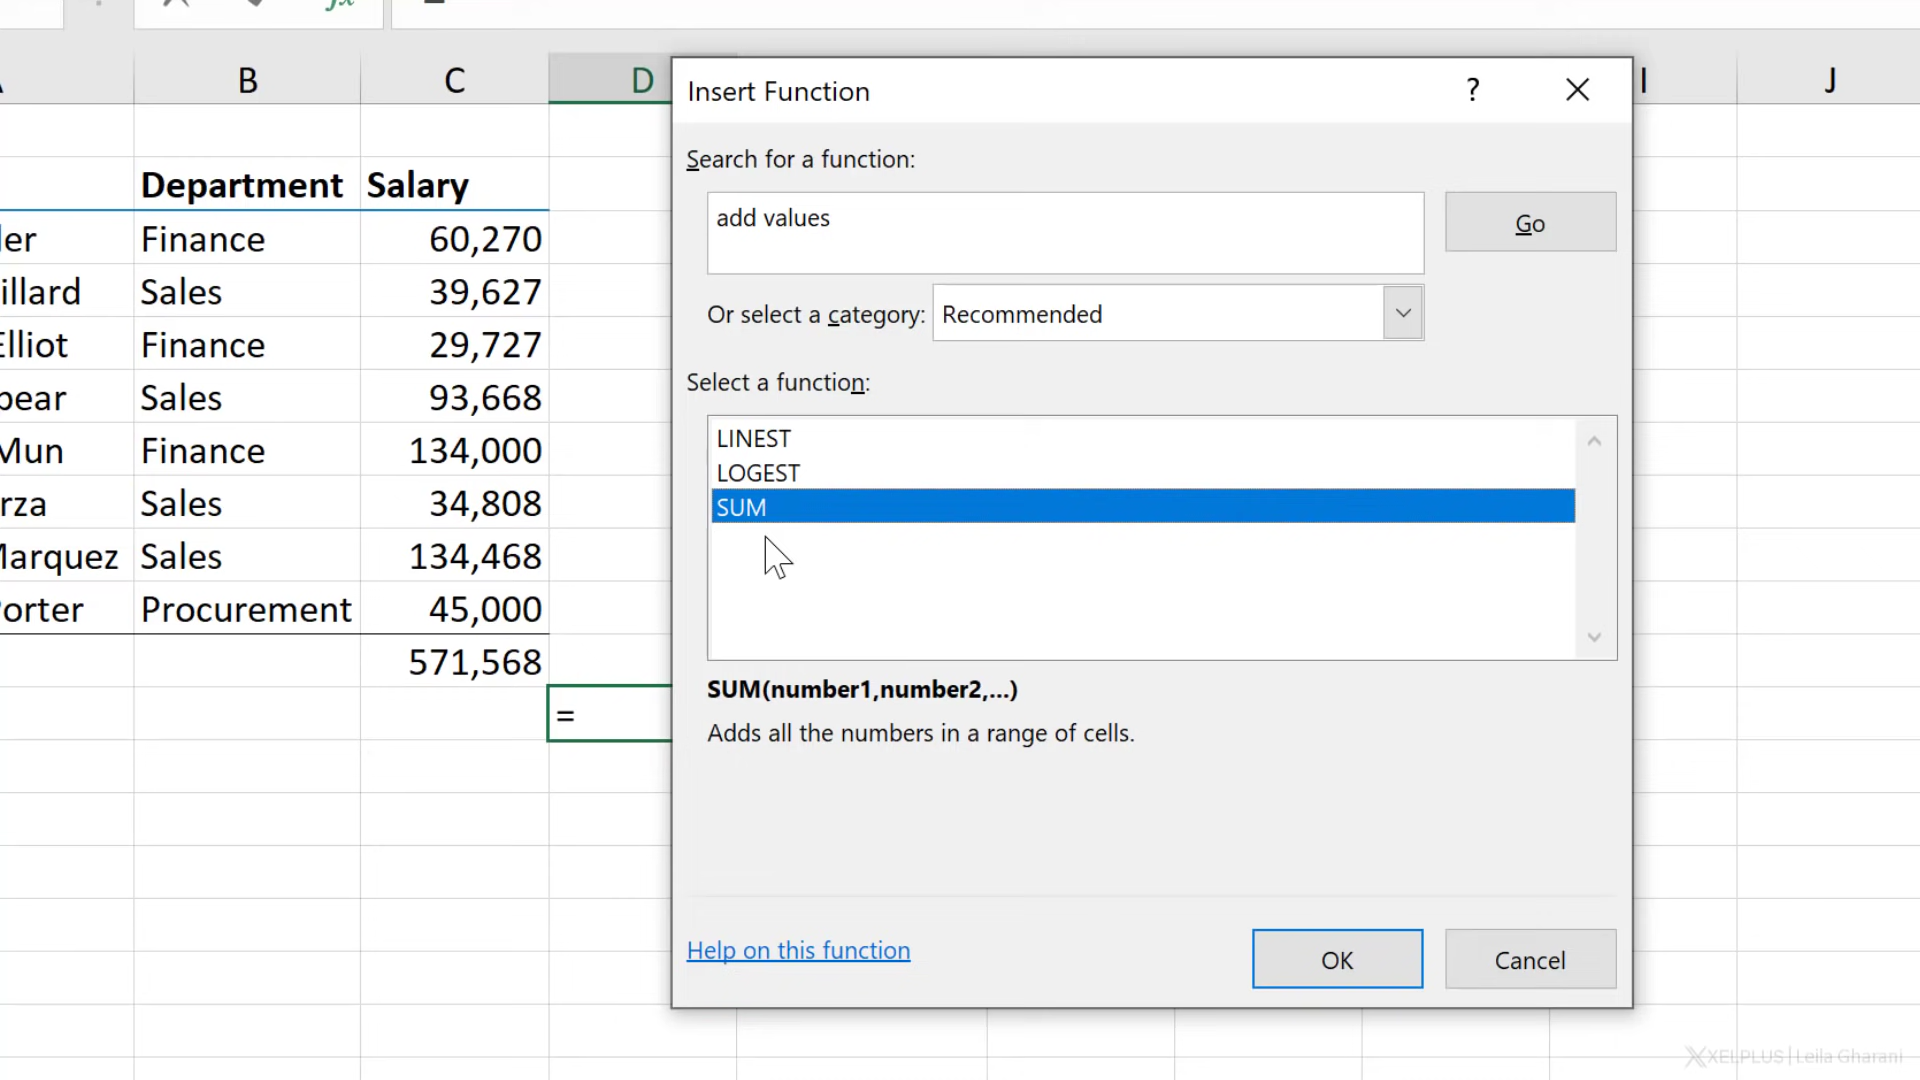 fx =
B C D I J
Department Salary
ler Finance 60,270
illard Sales 39,627
Elliot Finance 29,727
pear Sales 93,668
Mun Finance 134,000
rza Sales 34,808
Marquez Sales 134,468
orter Procurement 45,000
571,568
=
Insert Function ?
Search for a function:
add values
Go
Or select a category: Recommended
Select a function:
LINEST
LOGEST
SUM
SUM(number1,number2,...)
Adds all the numbers in a range of cells.
Help on this function
OK Cancel
XELPLUS | Leila Gharani